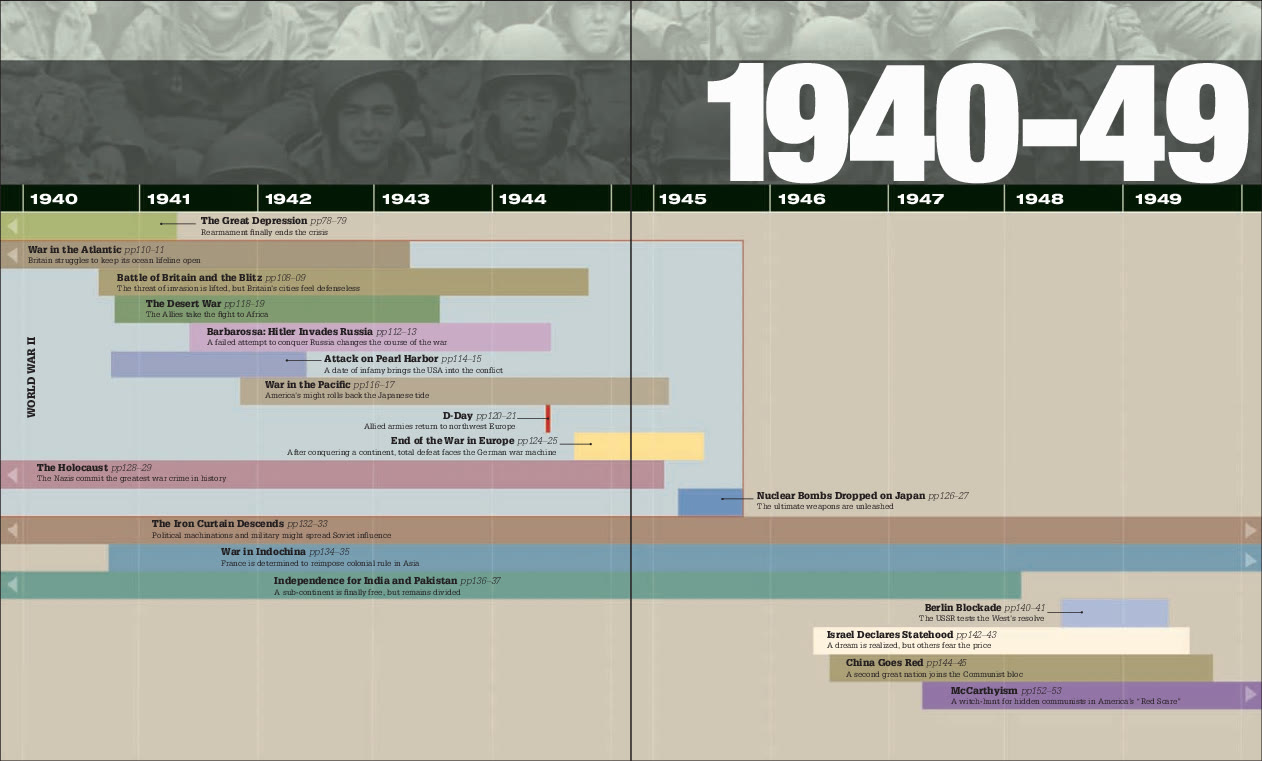 1940-49
1940 1941 1942 1943 1944 1945 1946 1947 1948 1949
The Great Depression pp78–79
Rearmament finally ends the crisis
War in the Atlantic pp110–11
Britain struggles to keep its ocean lifeline open
Battle of Britain and the Blitz pp108–09
The threat of invasion is lifted, but Britain's cities feel defenseless
The Desert War pp118–19
The Allies take the fight to Africa
WORLD WAR II
Barbarossa: Hitler Invades Russia pp112–13
A failed attempt to conquer Russia changes the course of the war
Attack on Pearl Harbor pp114–15
A date of infamy brings the USA into the conflict
War in the Pacific pp116–17
America's might rolls back the Japanese tide
D-Day pp120–21
Allied armies return to northwest Europe
End of the War in Europe pp124–25
After conquering a continent, total defeat faces the German war machine
The Holocaust pp128–29
The Nazis commit the greatest war crime in history
Nuclear Bombs Dropped on Japan pp126-27
The ultimate weapons are unleashed
The Iron Curtain Descends pp132–33
Political machinations and military might spread Soviet influence
War in Indochina pp134–35
France is determined to reimpose colonial rule in Asia
Independence for India and Pakistan pp136–37
A sub-continent is finally free, but remains divided
Berlin Blockade pp140–41
The USSR tests the West's resolve
Israel Declares Statehood pp142–43
A dream is realized, but others fear the price
China Goes Red pp144–45
A second great nation joins the Communist bloc
McCarthyism pp152–53
A witch-hunt for hidden communists in America's "Red Scare"